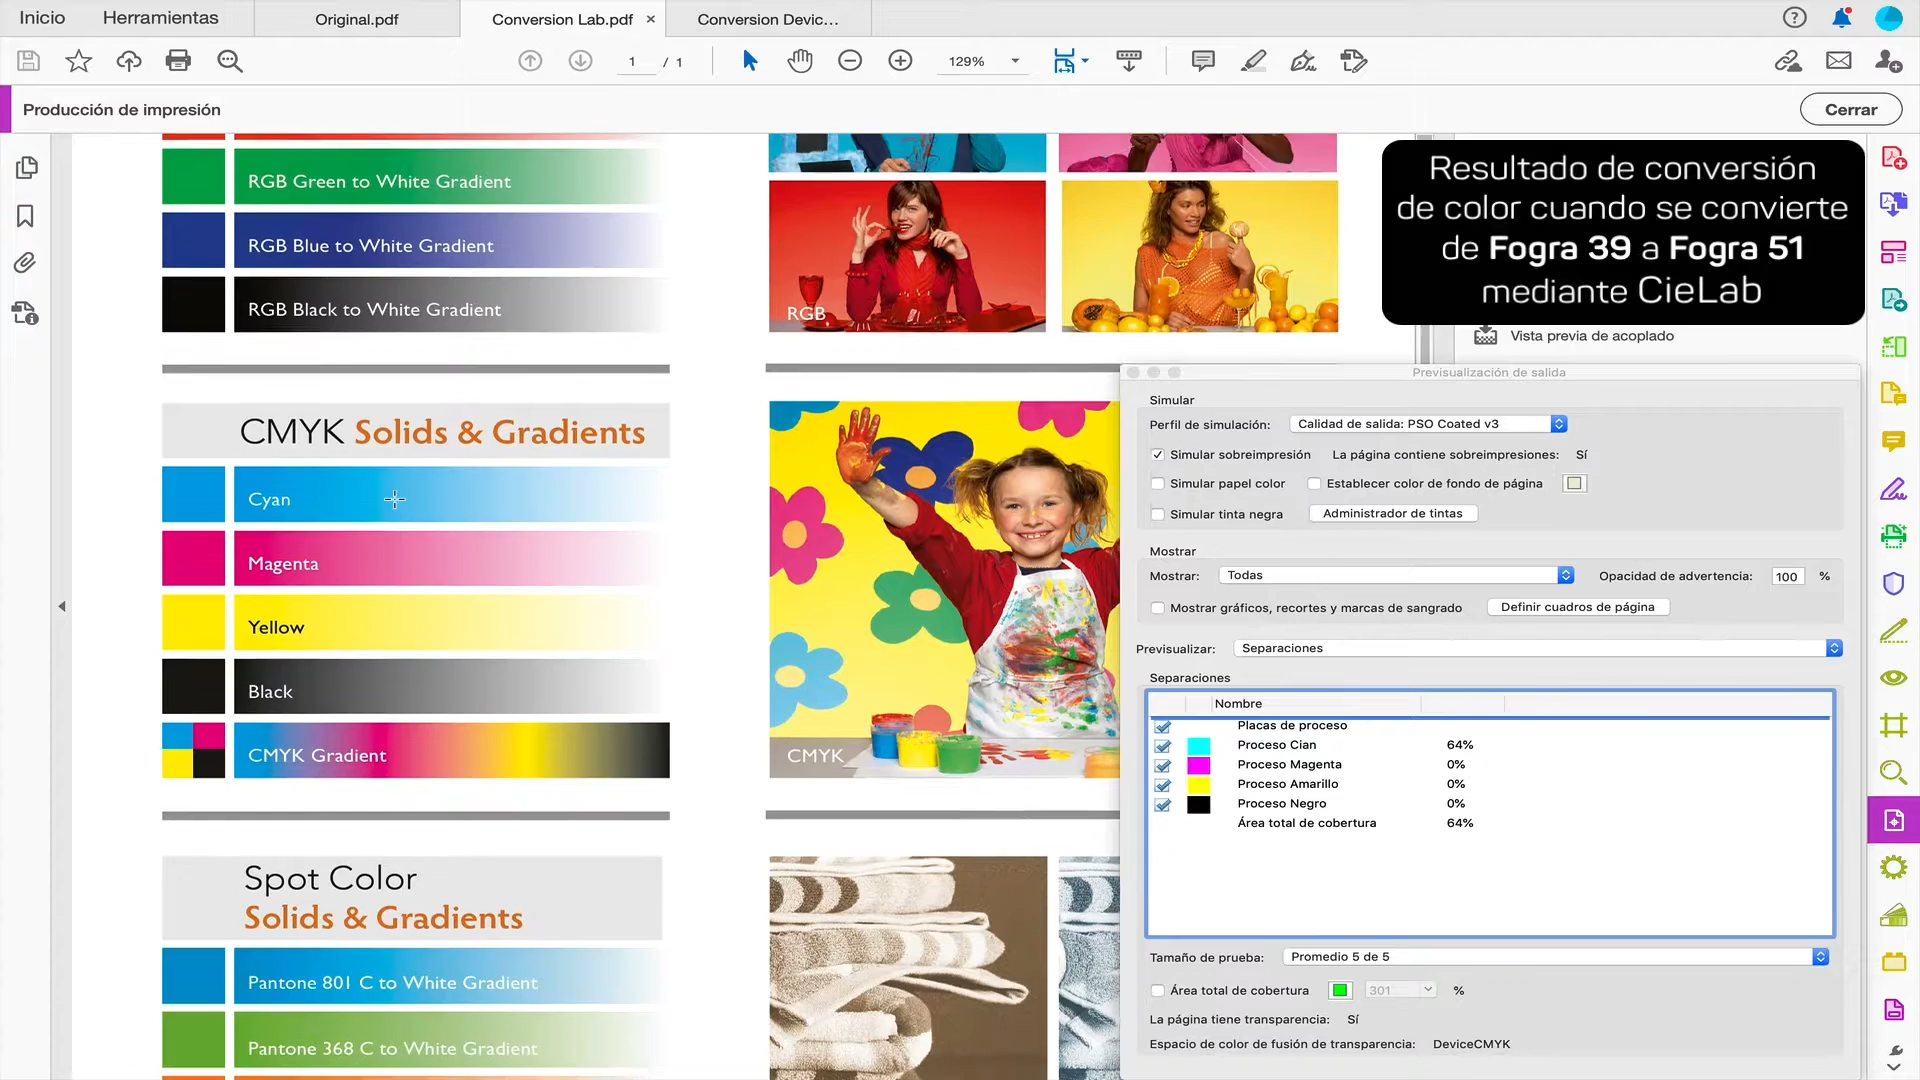 Inicio
Herramientas
Original.pdf
Conversion Lab.pdf
Conversion Devic...
1 / 1
129%
Producción de impresión
Cerrar
RGB Green to White Gradient
RGB Blue to White Gradient
RGB Black to White Gradient
RGB
Resultado de conversión
de color cuando se convierte
de Fogra 39 a Fogra 51
mediante CieLab
Vista previa de acoplado
CMYK Solids & Gradients
Cyan
Magenta
Yellow
Black
CMYK Gradient
CMYK
Spot Color
Solids & Gradients
Pantone 801 C to White Gradient
Pantone 368 C to White Gradient
Previsualización de salida
Simular
Perfil de simulación: Calidad de salida: PSO Coated v3
Simular sobreimpresión La página contiene sobreimpresiones: Sí
Simular papel color Establecer color de fondo de página
Simular tinta negra Administrador de tintas
Mostrar
Mostrar: Todas Opacidad de advertencia: 100 %
Mostrar gráficos, recortes y marcas de sangrado Definir cuadros de página
Previsualizar: Separaciones
Separaciones
Nombre
Placas de proceso
Proceso Cian 64%
Proceso Magenta 0%
Proceso Amarillo 0%
Proceso Negro 0%
Área total de cobertura 64%
Tamaño de prueba: Promedio 5 de 5
Área total de cobertura 301 %
La página tiene transparencia: Sí
Espacio de color de fusión de transparencia: DeviceCMYK